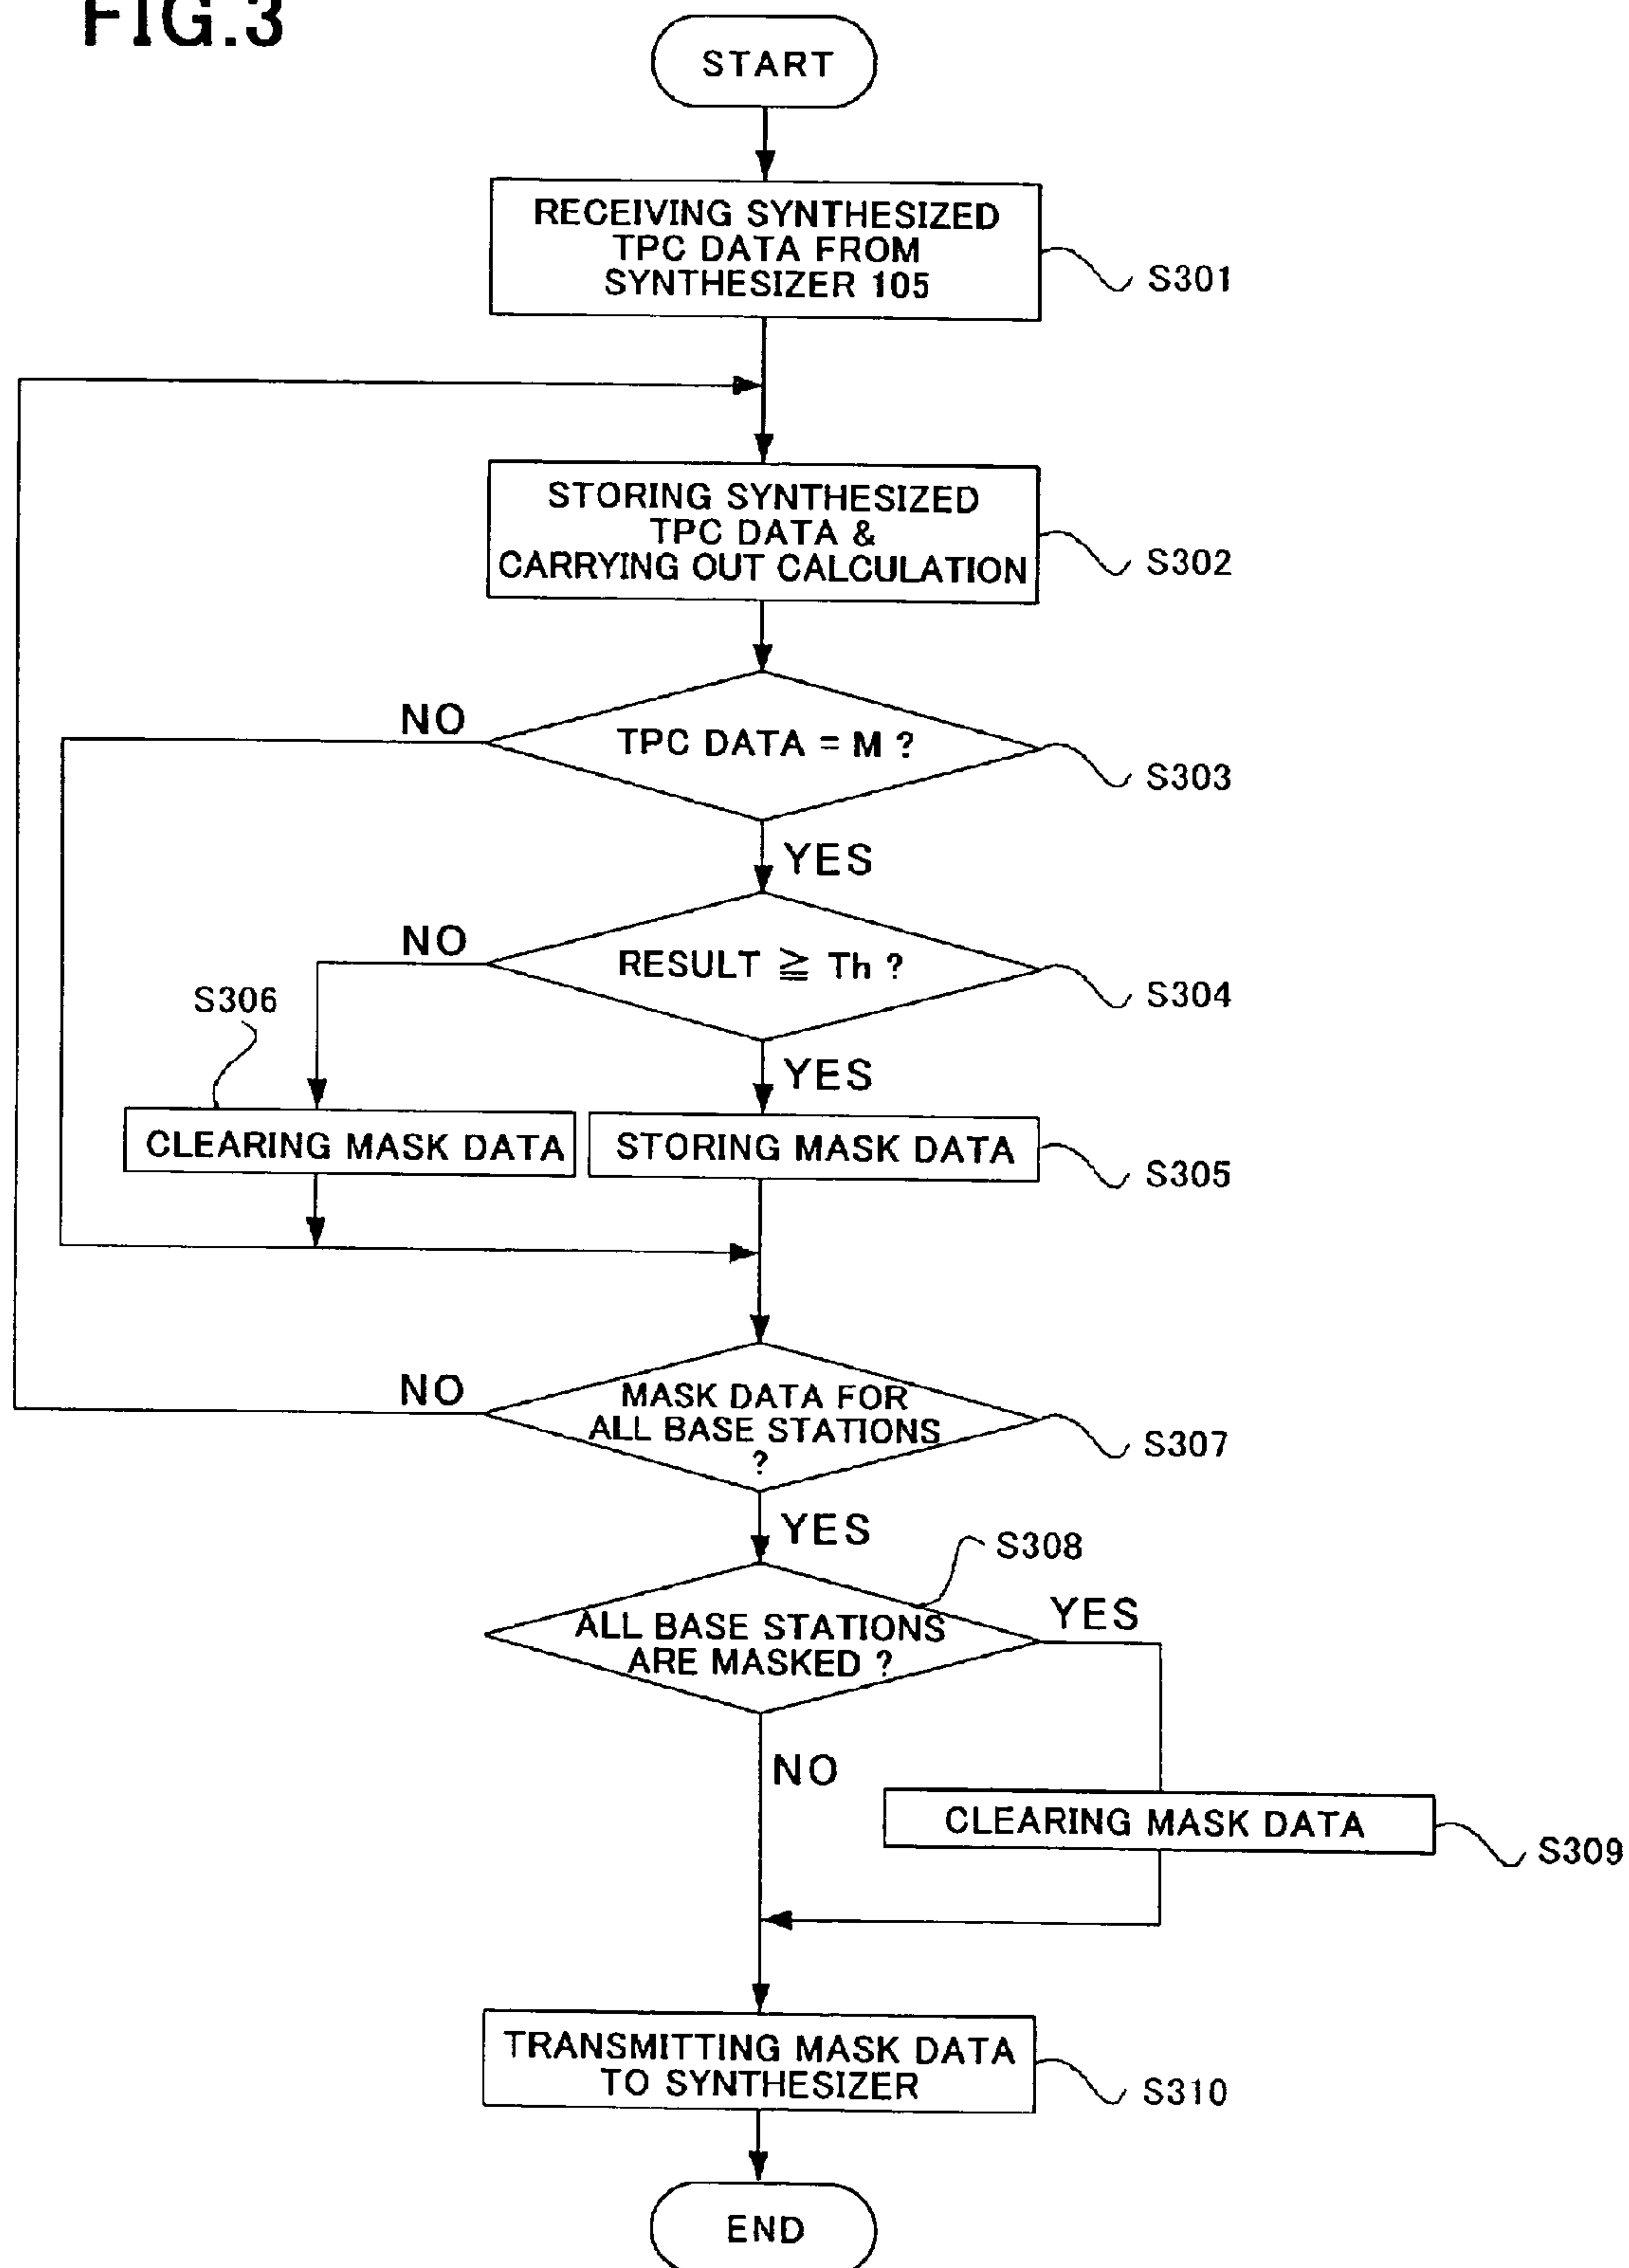 FIG.3
START
RECEIVING SYNTHESIZED
TPC DATA FROM
SYNTHESIZER 105
S301
STORING SYNTHESIZED
TPC DATA &
CARRYING OUT CALCULATION
S302
NO
TPC DATA = M ?
S303
YES
NO
RESULT ≧ Th ?
S304
S306
YES
CLEARING MASK DATA
STORING MASK DATA
S305
NO
MASK DATA FOR
ALL BASE STATIONS
?
S307
YES
S308
ALL BASE STATIONS
ARE MASKED ?
YES
NO
CLEARING MASK DATA
S309
TRANSMITTING MASK DATA
TO SYNTHESIZER
S310
END